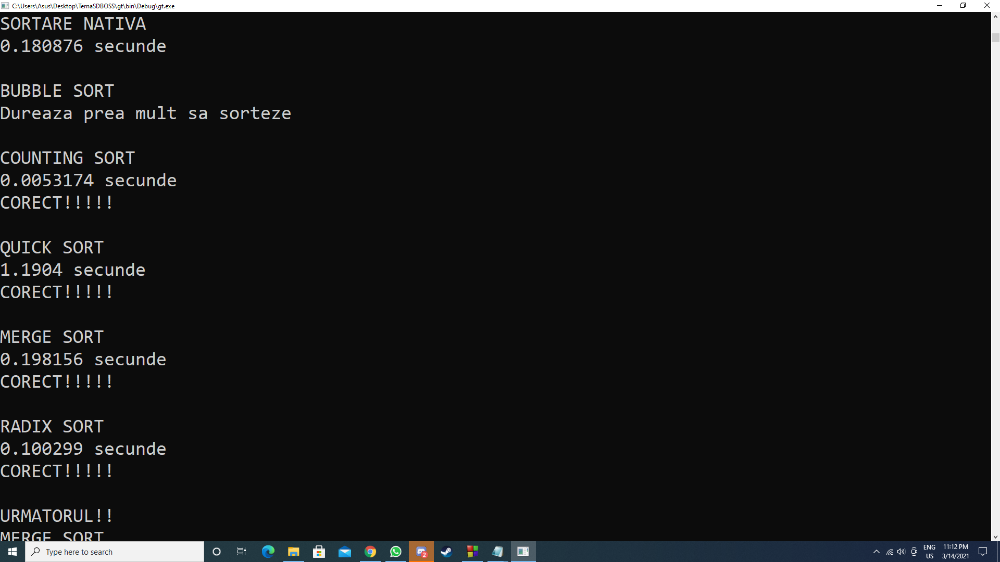 C:\Users\Asus\Desktop\TemaSDBOSS\gt\bin\Debug\gt.exe
SORTARE NATIVA
0.180876 secunde
BUBBLE SORT
Dureaza prea mult sa sorteze
COUNTING SORT
0.0053174 secunde
CORECT!!!!!
QUICK SORT
1.1904 secunde
CORECT!!!!!
MERGE SORT
0.198156 secunde
CORECT!!!!!
RADIX SORT
0.100299 secunde
CORECT!!!!!
URMATORUL!!
MERGE SORT
Type here to search
2
ENG
US
11:12 PM
3/14/2021